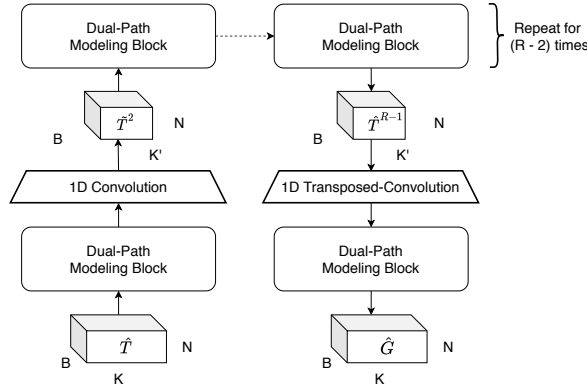 Dual-Path
Modeling Block
Dual-Path
Modeling Block
Repeat for
(R - 2) times
B
T̃²
N
K'
B
T̂ᴿ⁻¹
N
K'
1D Convolution
1D Transposed-Convolution
Dual-Path
Modeling Block
Dual-Path
Modeling Block
B
T̂
N
K
B
Ĝ
N
K